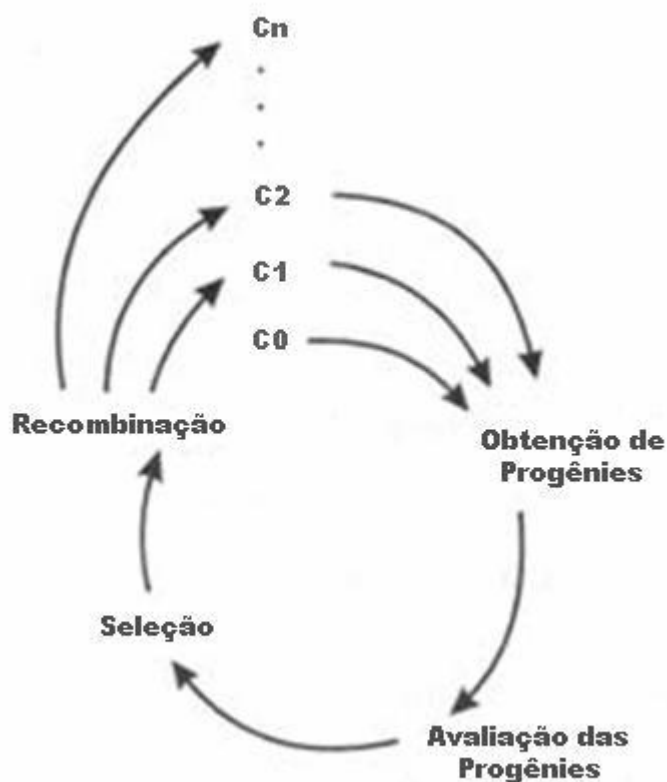 Cn
C2
C1
C0
Recombinação
Obtenção de
Progênies
Seleção
Avaliação das
Progênies